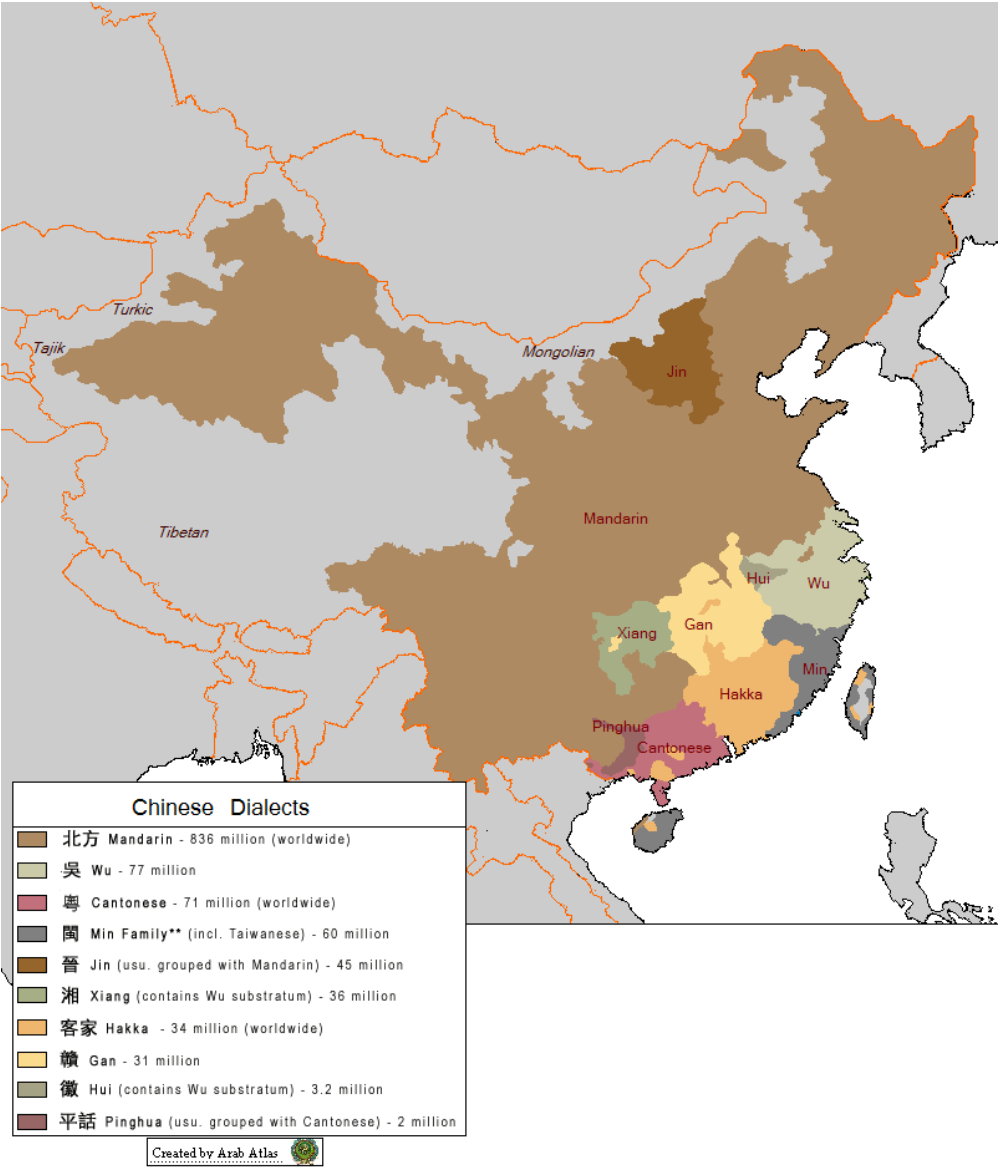 Turkic
Tajik
Mongolian
Jin
Mandarin
Tibetan
Hui
Wu
Gan
Xiang
Min
Hakka
Pinghua
Cantonese
Chinese Dialects
北方 Mandarin - 836 million (worldwide)
吳 Wu - 77 million
粵 Cantonese - 71 million (worldwide)
閩 Min Family** (incl. Taiwanese) - 60 million
晉 Jin (usu. grouped with Mandarin) - 45 million
湘 Xiang (contains Wu substratum) - 36 million
客家 Hakka - 34 million (worldwide)
贛 Gan - 31 million
徽 Hui (contains Wu substratum) - 3.2 million
平話 Pinghua (usu. grouped with Cantonese) - 2 million
Created by Arab Atlas